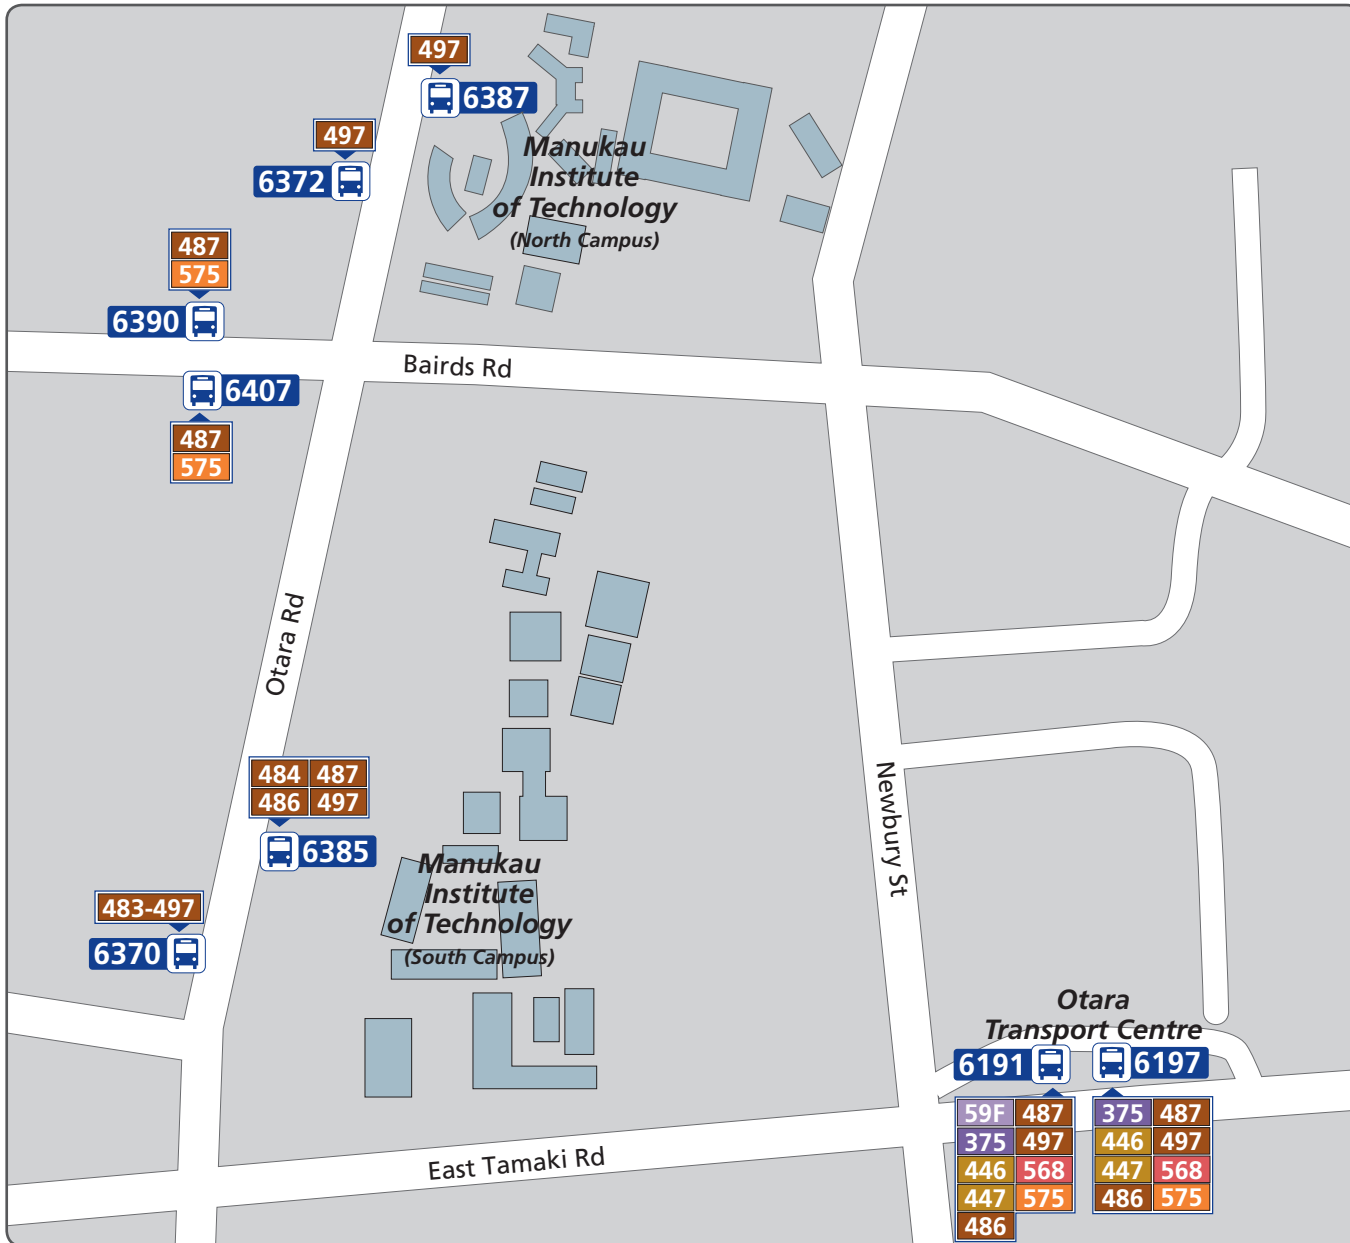 497
6387
497
6372
Manukau
Institute
of Technology
(North Campus)
487
575
6390
Bairds Rd
6407
487
575
Otara Rd
484 487
486 497
6385
Newbury St
Manukau
Institute
of Technology
(South Campus)
483-497
6370
Otara
Transport Centre
6191
6197
59F 487
375 497
446 568
447 575
486
375 487
446 497
447 568
486 575
East Tamaki Rd